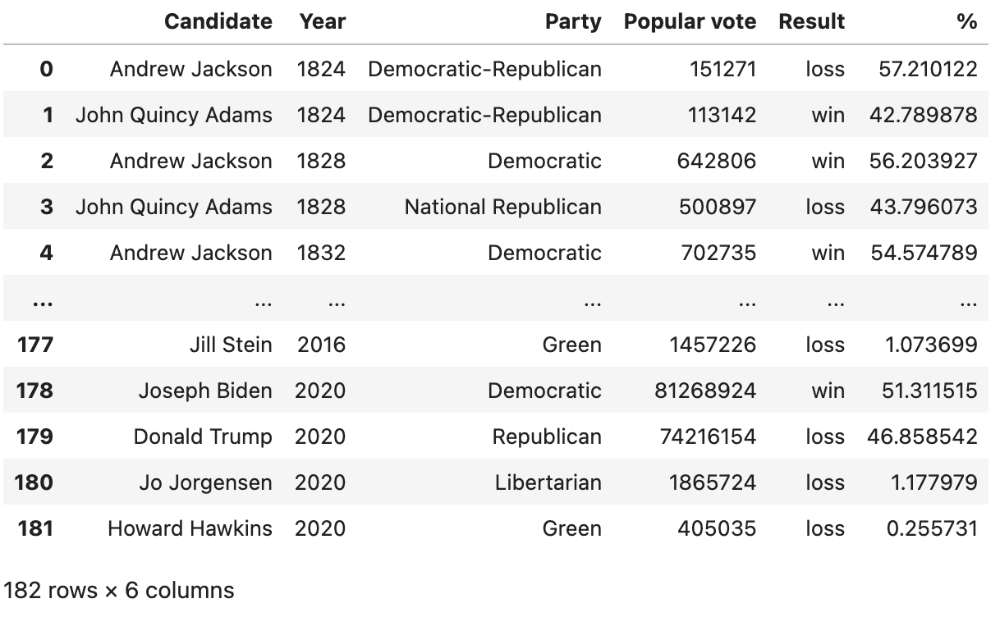 Candidate Year Party Popular vote Result %
0 Andrew Jackson 1824 Democratic-Republican 151271 loss 57.210122
1 John Quincy Adams 1824 Democratic-Republican 113142 win 42.789878
2 Andrew Jackson 1828 Democratic 642806 win 56.203927
3 John Quincy Adams 1828 National Republican 500897 loss 43.796073
4 Andrew Jackson 1832 Democratic 702735 win 54.574789
... ... ... ... ... ... ...
177 Jill Stein 2016 Green 1457226 loss 1.073699
178 Joseph Biden 2020 Democratic 81268924 win 51.311515
179 Donald Trump 2020 Republican 74216154 loss 46.858542
180 Jo Jorgensen 2020 Libertarian 1865724 loss 1.177979
181 Howard Hawkins 2020 Green 405035 loss 0.255731
182 rows × 6 columns